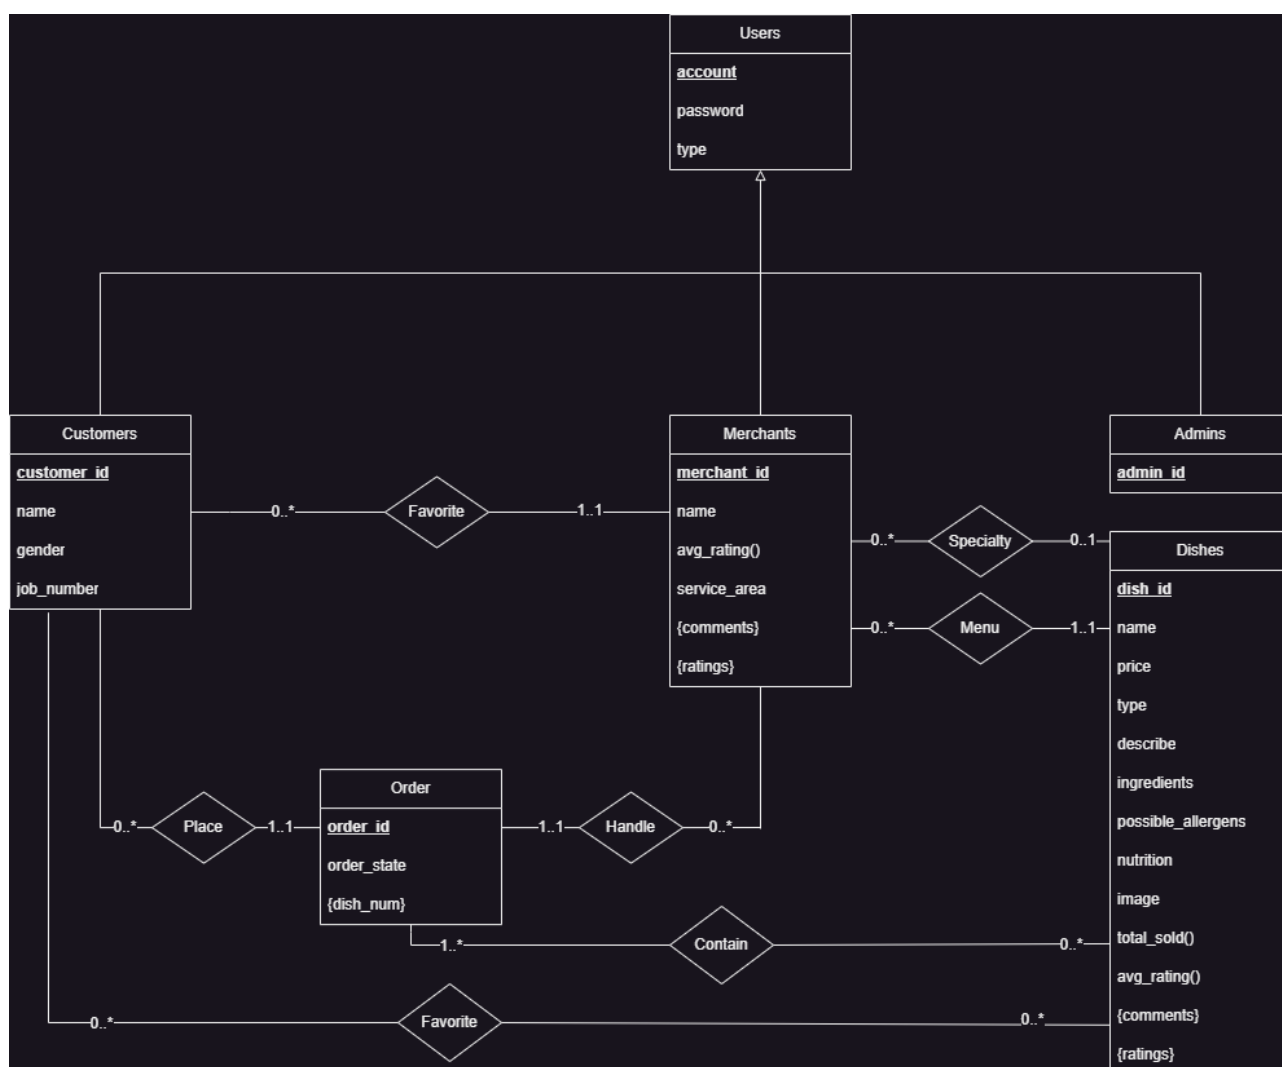 Users
account
password
type
Customers
customer_id
name
gender
job_number
0..*
Favorite
1..1
Merchants
merchant_id
name
avg_rating()
service_area
{comments}
{ratings}
Admins
admin_id
0..*
Specialty
0..1
0..*
Menu
1..1
Dishes
dish_id
name
price
type
describe
ingredients
possible_allergens
nutrition
image
total_sold()
avg_rating()
{comments}
{ratings}
0..*
Place
1..1
Order
order_id
order_state
{dish_num}
1..1
Handle
0..*
1..*
Contain
0..*
0..*
Favorite
0..*